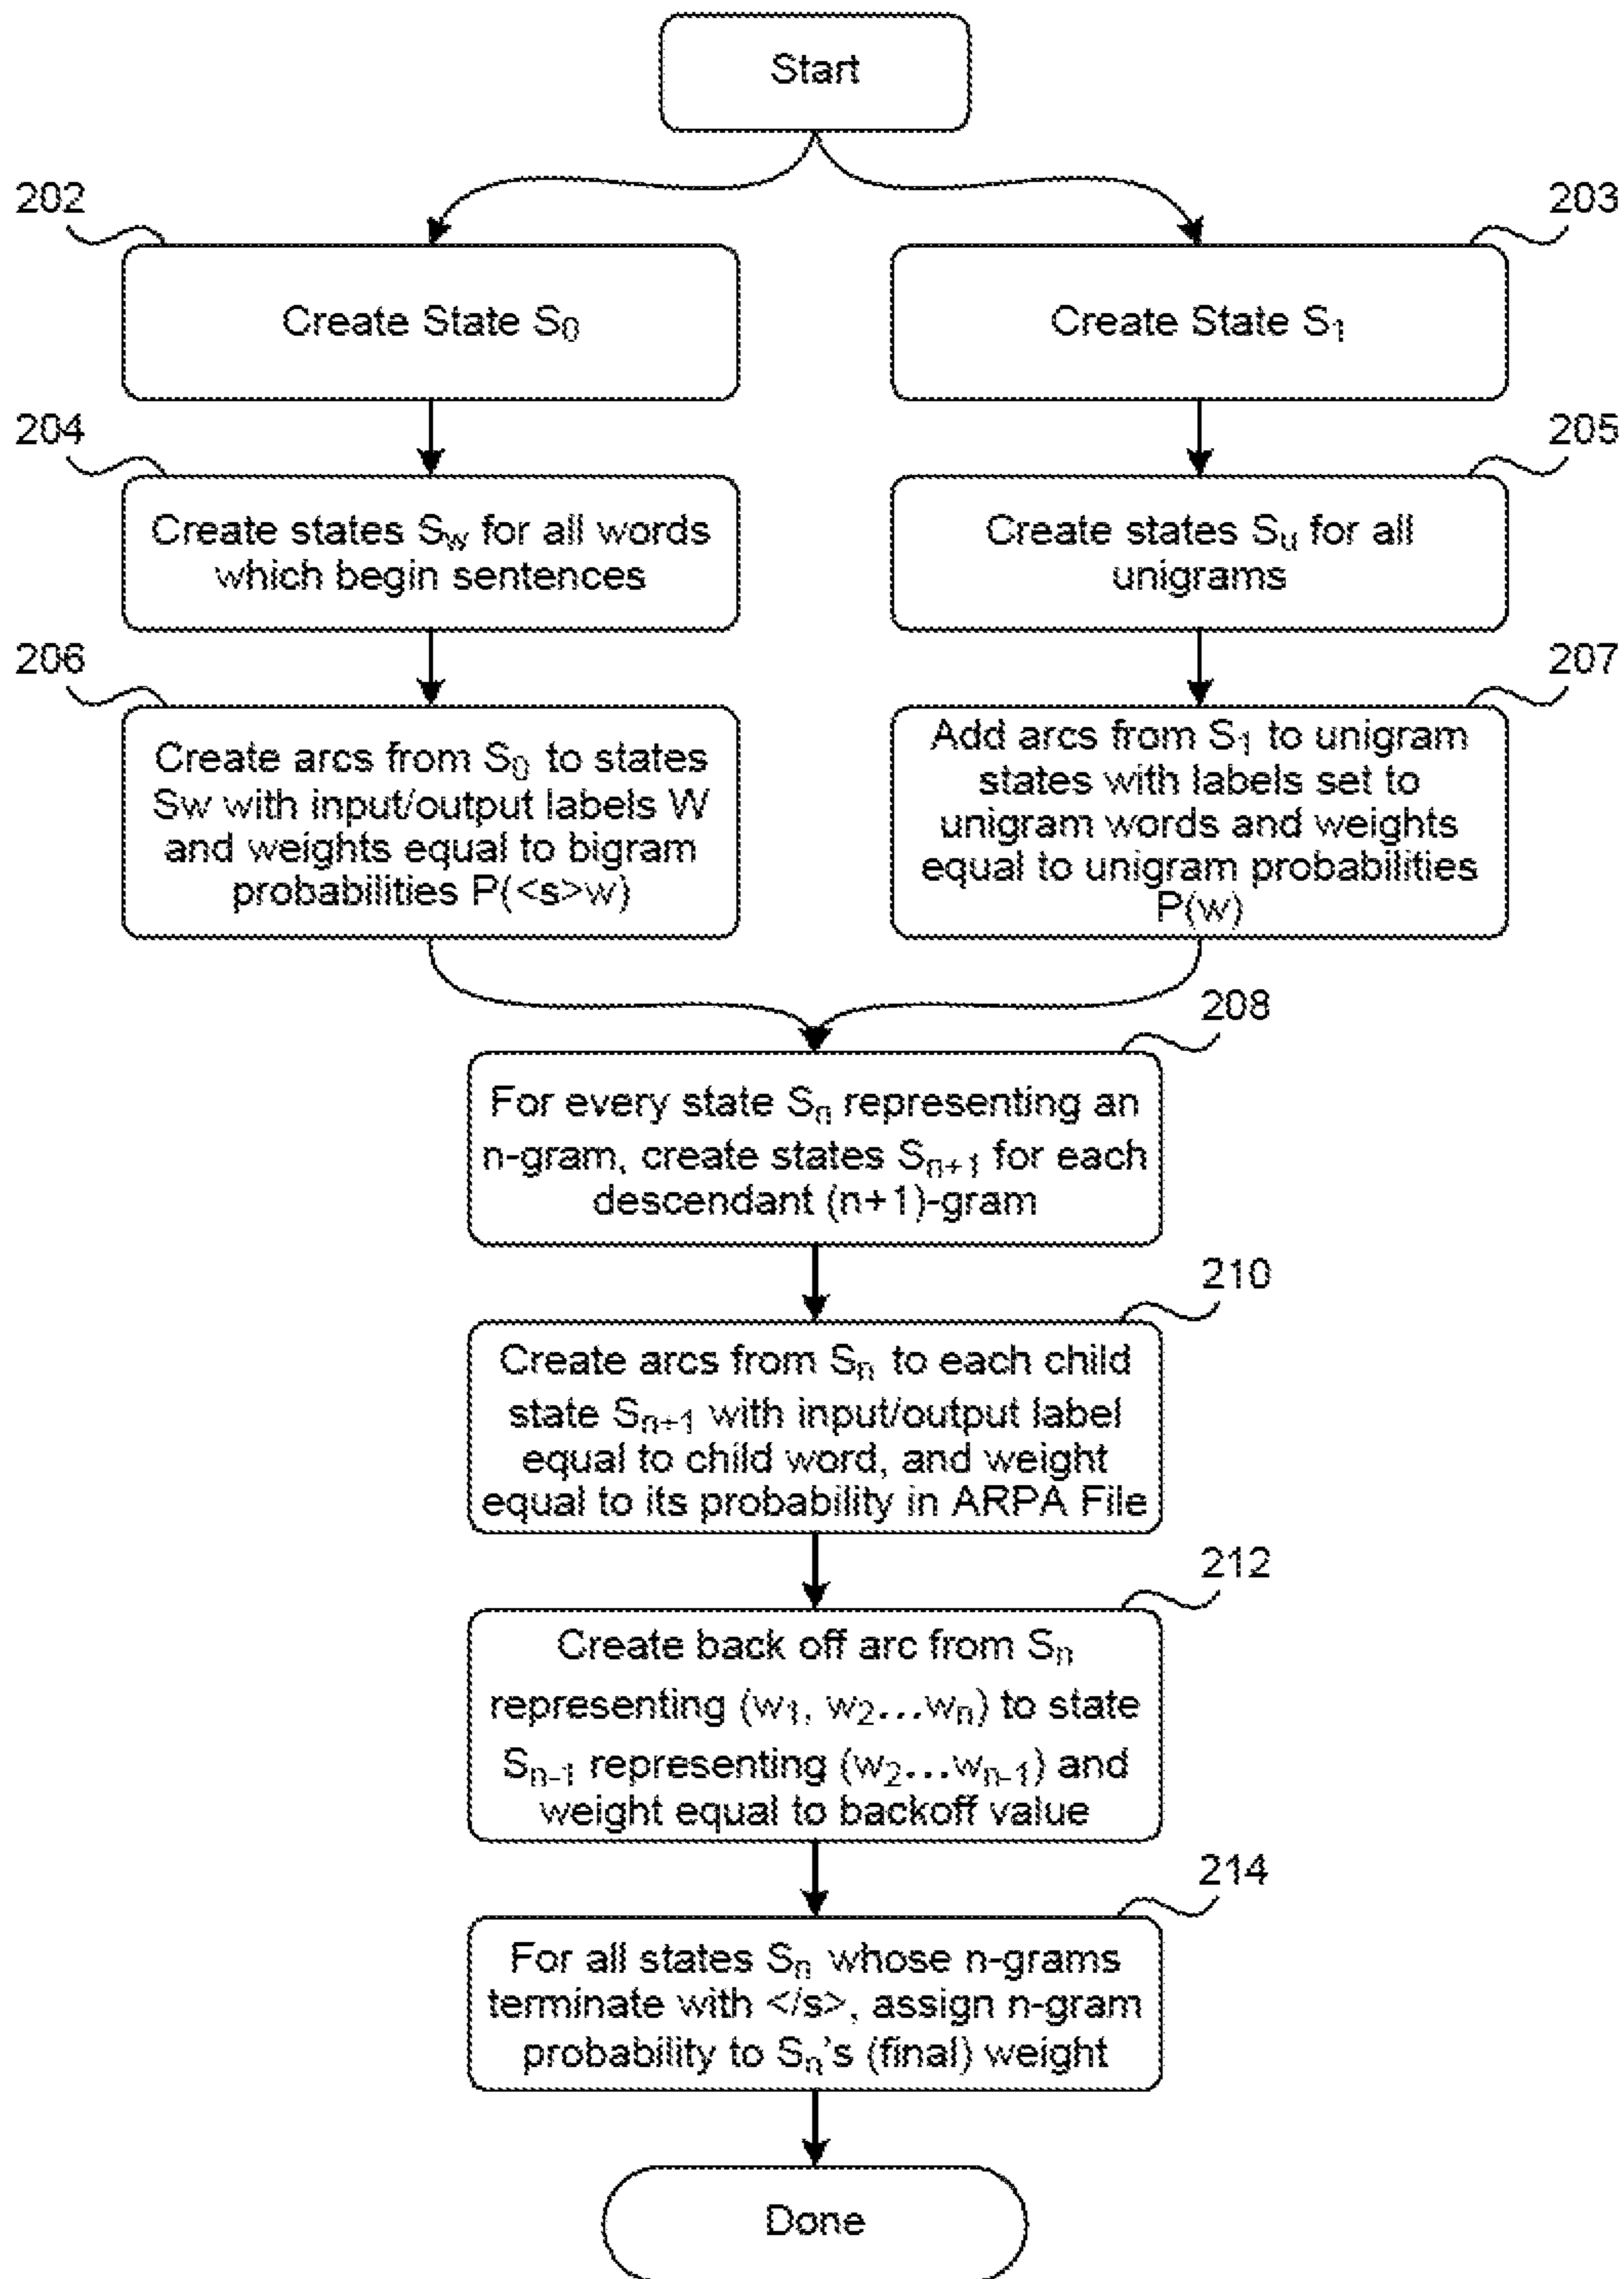 Start
202
203
Create State S₀
Create State S₁
204
205
Create states Sw for all words
which begin sentences
Create states Sᵤ for all
unigrams
206
207
Create arcs from S₀ to states
Sw with input/output labels W
and weights equal to bigram
probabilities P(<s>w)
Add arcs from S₁ to unigram
states with labels set to
unigram words and weights
equal to unigram probabilities
P(w)
208
For every state Sₙ representing an
n-gram, create states Sₙ₊₁ for each
descendant (n+1)-gram
210
Create arcs from Sₙ to each child
state Sₙ₊₁ with input/output label
equal to child word, and weight
equal to its probability in ARPA File
212
Create back off arc from Sₙ
representing (w₁, w₂...wₙ) to state
Sₙ₋₁ representing (w₂...wₙ₋₁) and
weight equal to backoff value
214
For all states Sₙ whose n-grams
terminate with </s>, assign n-gram
probability to Sₙ's (final) weight
Done